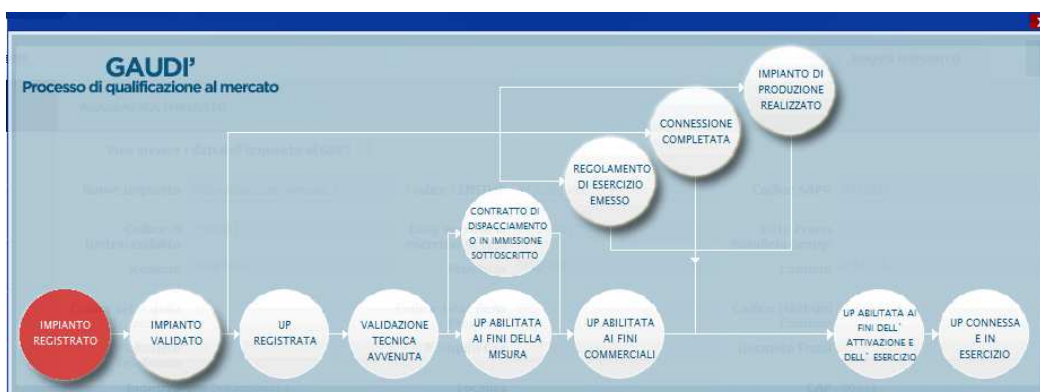 GAUDI'
Processo di qualificazione al mercato
IMPIANTO DI
PRODUZIONE
REALIZZATO
CONNESSIONE
COMPLETATA
REGOLAMENTO
DI ESERCIZIO
EMESSO
CONTRATTO DI
DISPACCIAMENTO
O IN IMMISSIONE
SOTTOSCRITTO
IMPIANTO
REGISTRATO
IMPIANTO
VALIDATO
UP
REGISTRATA
VALIDAZIONE
TECNICA
AVVENUTA
UP ABILITATA
AI FINI DELLA
MISURA
UP ABILITATA
AI FINI
COMMERCIALI
UP ABILITATA AI
FINI DELL'
ATTIVAZIONE E
DELL' ESERCIZIO
UP CONNESSA
E IN
ESERCIZIO